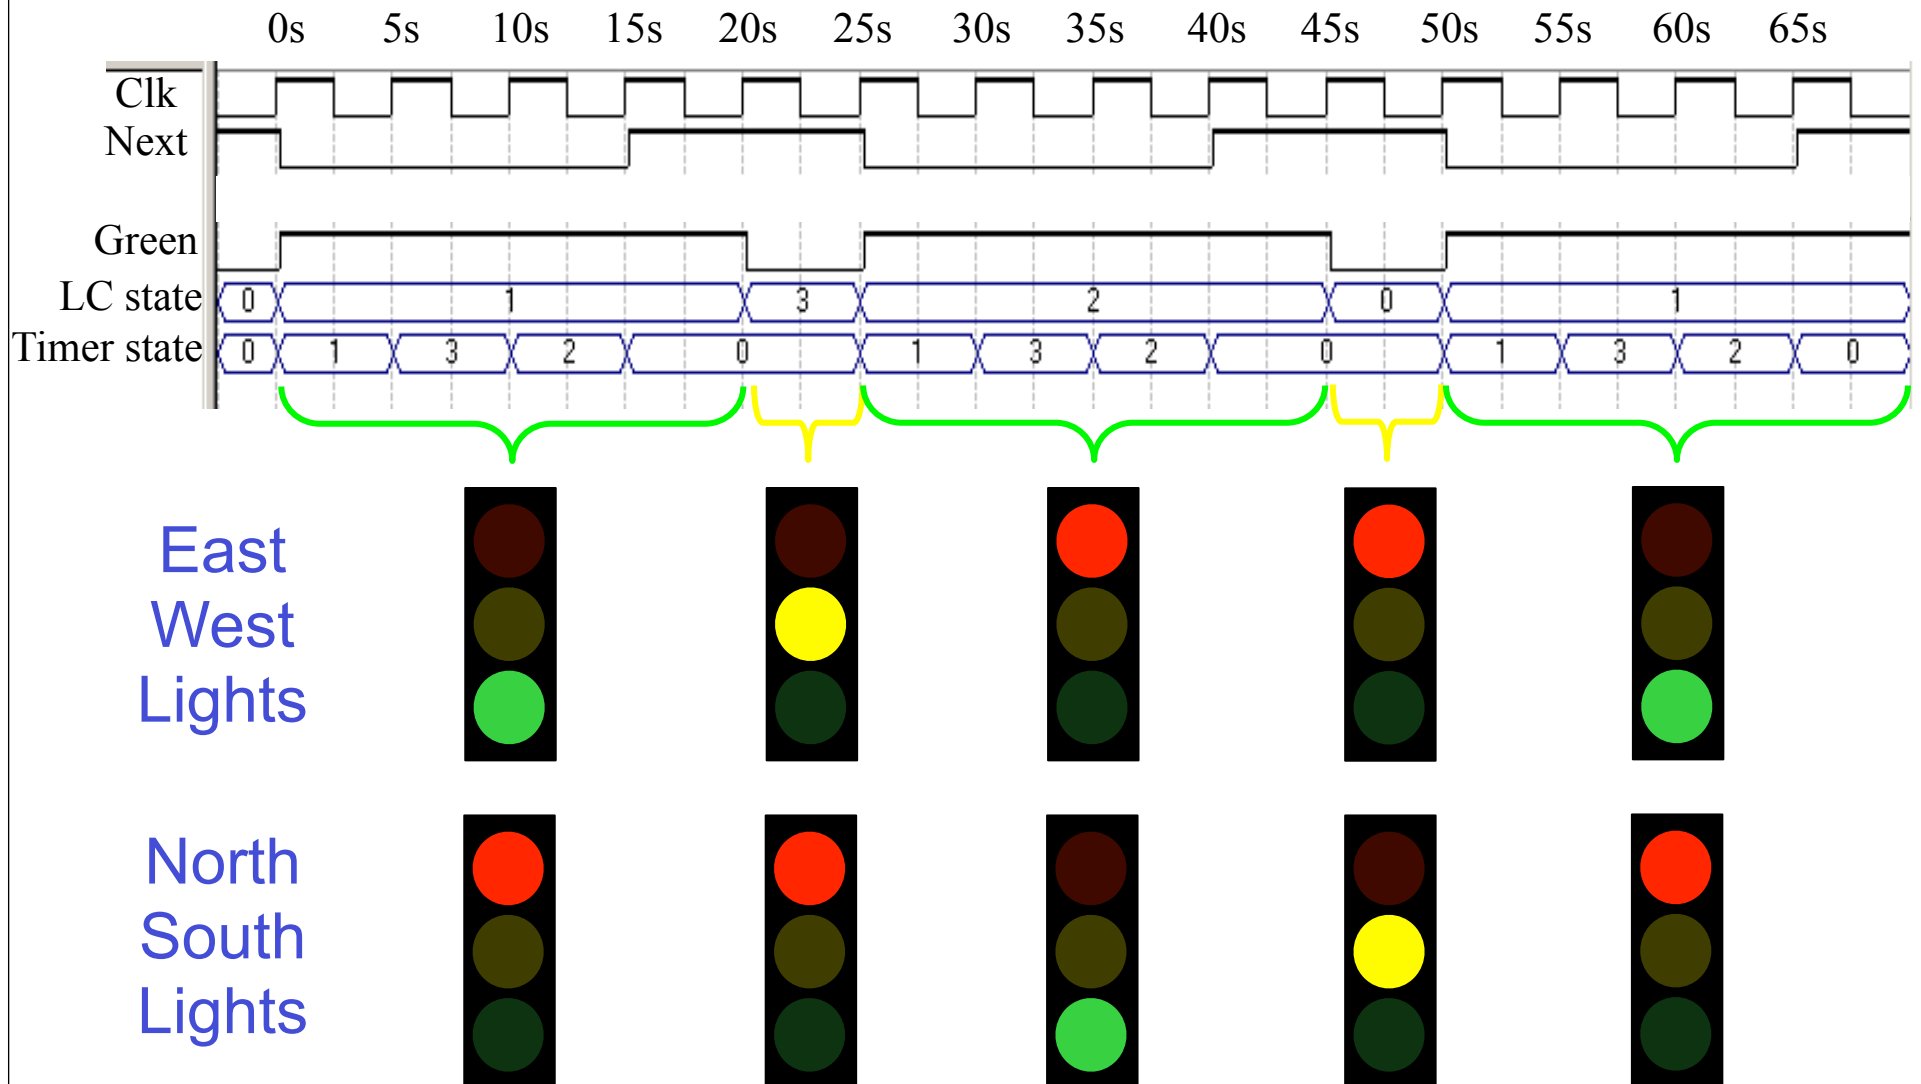 0s 5s 10s 15s 20s 25s 30s 35s 40s 45s 50s 55s 60s 65s
Clk
Next
Green
LC state 0 1 3 2 0 1
Timer state 0 1 3 2 0 1 3 2 0 1 3 2 0
East
West
Lights
North
South
Lights